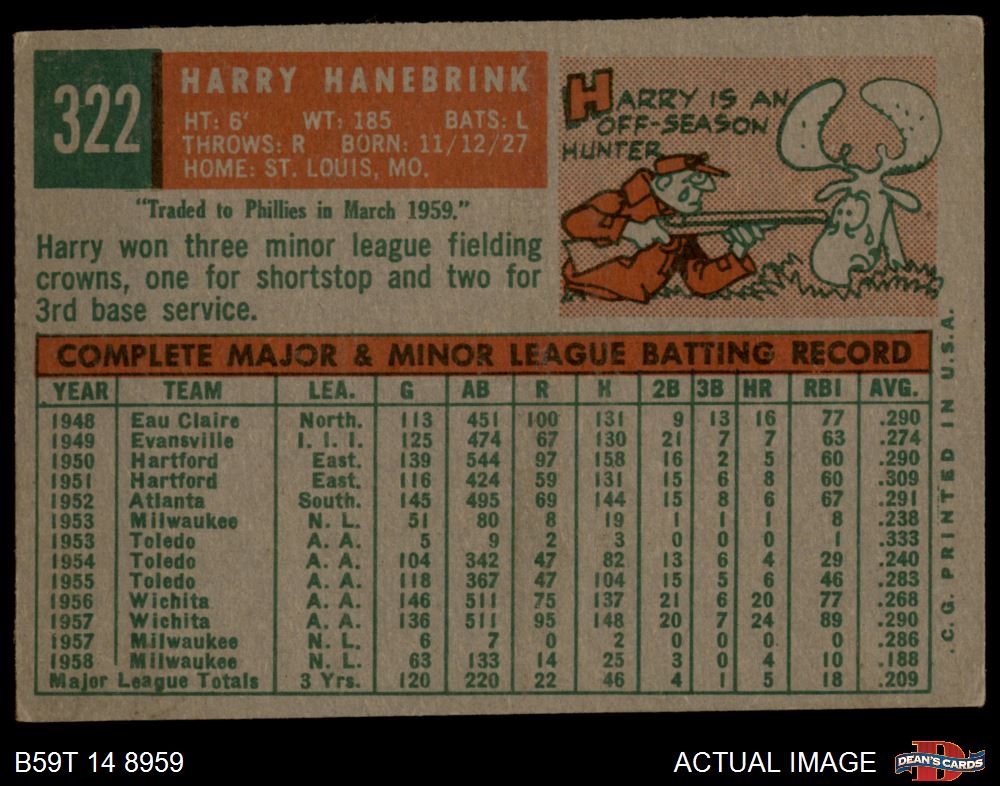 322
HARRY HANEBRINK
HT: 6' WT: 185 BATS: L
THROWS: R BORN: 11/12/27
HOME: ST. LOUIS, MO.
HARRY IS AN
OFF-SEASON
HUNTER
"Traded to Phillies in March 1959."
Harry won three minor league fielding
crowns, one for shortstop and two for
3rd base service.
COMPLETE MAJOR & MINOR LEAGUE BATTING RECORD
YEAR TEAM LEA. G AB R H 2B 3B HR RBI AVG.
1948 Eau Claire North. 113 451 100 131 9 13 16 77 .290
1949 Evansville I. I. I. 125 474 67 130 21 7 7 63 .274
1950 Hartford East. 139 544 97 158 16 2 5 60 .290
1951 Hartford East. 116 424 59 131 15 6 8 60 .309
1952 Atlanta South. 145 495 69 144 15 8 6 67 .291
1953 Milwaukee N. L. 51 80 8 19 1 1 1 8 .238
1953 Toledo A. A. 5 9 2 3 0 0 0 1 .333
1954 Toledo A. A. 104 342 47 82 13 6 4 29 .240
1955 Toledo A. A. 118 367 47 104 15 5 6 46 .283
1956 Wichita A. A. 146 511 75 137 21 6 20 77 .268
1957 Wichita A. A. 136 511 95 148 20 7 24 89 .290
1957 Milwaukee N. L. 6 7 0 2 0 0 0 0 .286
1958 Milwaukee N. L. 63 133 14 25 3 0 4 10 .188
Major League Totals 3 Yrs. 120 220 22 46 4 1 5 18 .209
.C. G. PRINTED IN U.S.A.
B59T 14 8959
ACTUAL IMAGE
D
DEAN'S CARDS